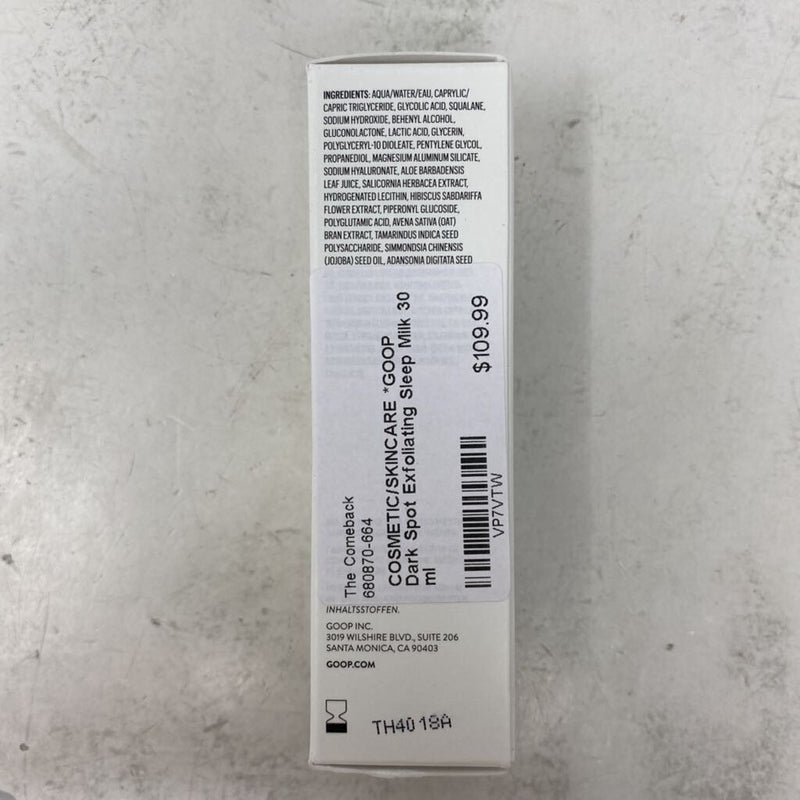 INGREDIENTS: AQUA/WATER/EAU, CAPRYLIC/
CAPRIC TRIGLYCERIDE, GLYCOLIC ACID, SQUALANE,
SODIUM HYDROXIDE, BEHENYL ALCOHOL,
GLUCONOLACTONE, LACTIC ACID, GLYCERIN,
POLYGLYCERYL-10 DIOLEATE, PENTYLENE GLYCOL,
PROPANEDIOL, MAGNESIUM ALUMINUM SILICATE,
SODIUM HYALURONATE, ALOE BARBADENSIS
LEAF JUICE, SALICORNIA HERBACEA EXTRACT,
HYDROGENATED LECITHIN, HIBISCUS SABDARIFFA
FLOWER EXTRACT, PIPERONYL GLUCOSIDE,
POLYGLUTAMIC ACID, AVENA SATIVA (OAT)
BRAN EXTRACT, TAMARINDUS INDICA SEED
POLYSACCHARIDE, SIMMONDSIA CHINENSIS
(JOJOBA) SEED OIL, ADANSONIA DIGITATA SEED
The Comeback
680870-664
COSMETIC/SKINCARE *GOOP
Dark Spot Exfoliating Sleep Milk 30
ml
$109.99
VP7VTW
INHALTSSTOFFEN.
GOOP INC.
3019 WILSHIRE BLVD., SUITE 206
SANTA MONICA, CA 90403
GOOP.COM
TH40 18A